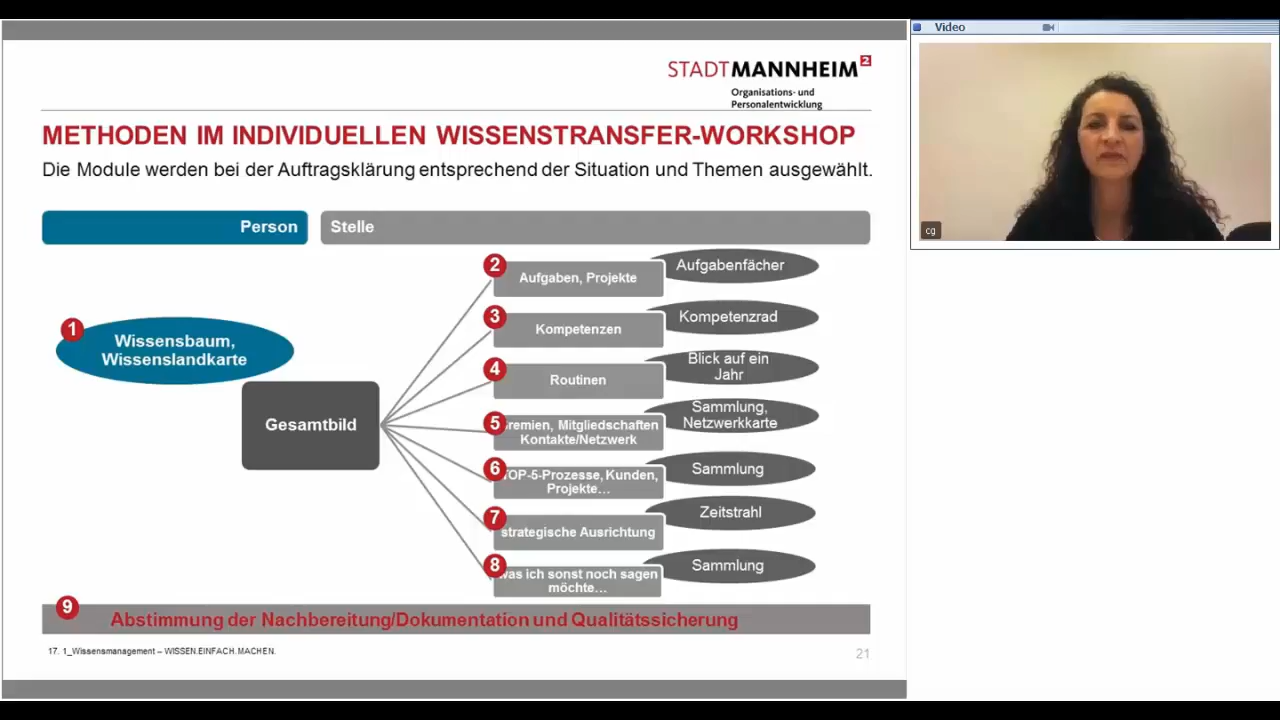 Video
STADTMANNHEIM2
Organisations- und
Personalentwicklung
METHODEN IM INDIVIDUELLEN WISSENSTRANSFER-WORKSHOP
Die Module werden bei der Auftragsklärung entsprechend der Situation und Themen ausgewählt.
Person
Stelle
1
Wissensbaum,
Wissenslandkarte
Gesamtbild
2
Aufgaben, Projekte
Aufgabenfächer
3
Kompetenzen
Kompetenzrad
4
Routinen
Blick auf ein
Jahr
5
remien, Mitgliedschaften
Kontakte/Netzwerk
Sammlung,
Netzwerkkarte
6
TOP-5-Prozesse, Kunden,
Projekte...
Sammlung
7
strategische Ausrichtung
Zeitstrahl
8
was ich sonst noch sagen
möchte...
Sammlung
9
Abstimmung der Nachbereitung/Dokumentation und Qualitätssicherung
17. 1_Wissensmanagement – WISSEN.EINFACH.MACHEN.
21
cg